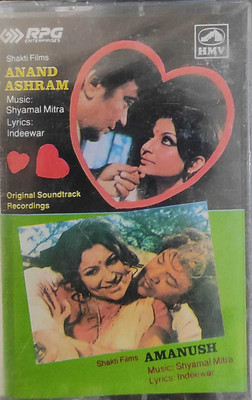 RPG
ENTERPRISES
HMV
Shakti Films
ANAND
ASHRAM
Music:
Shyamal Mitra
Lyrics:
Indeewar
Original Soundtrack
Recordings
Shakti Films AMANUSH
Music: Shyamal Mitra
Lyrics: Indeewar